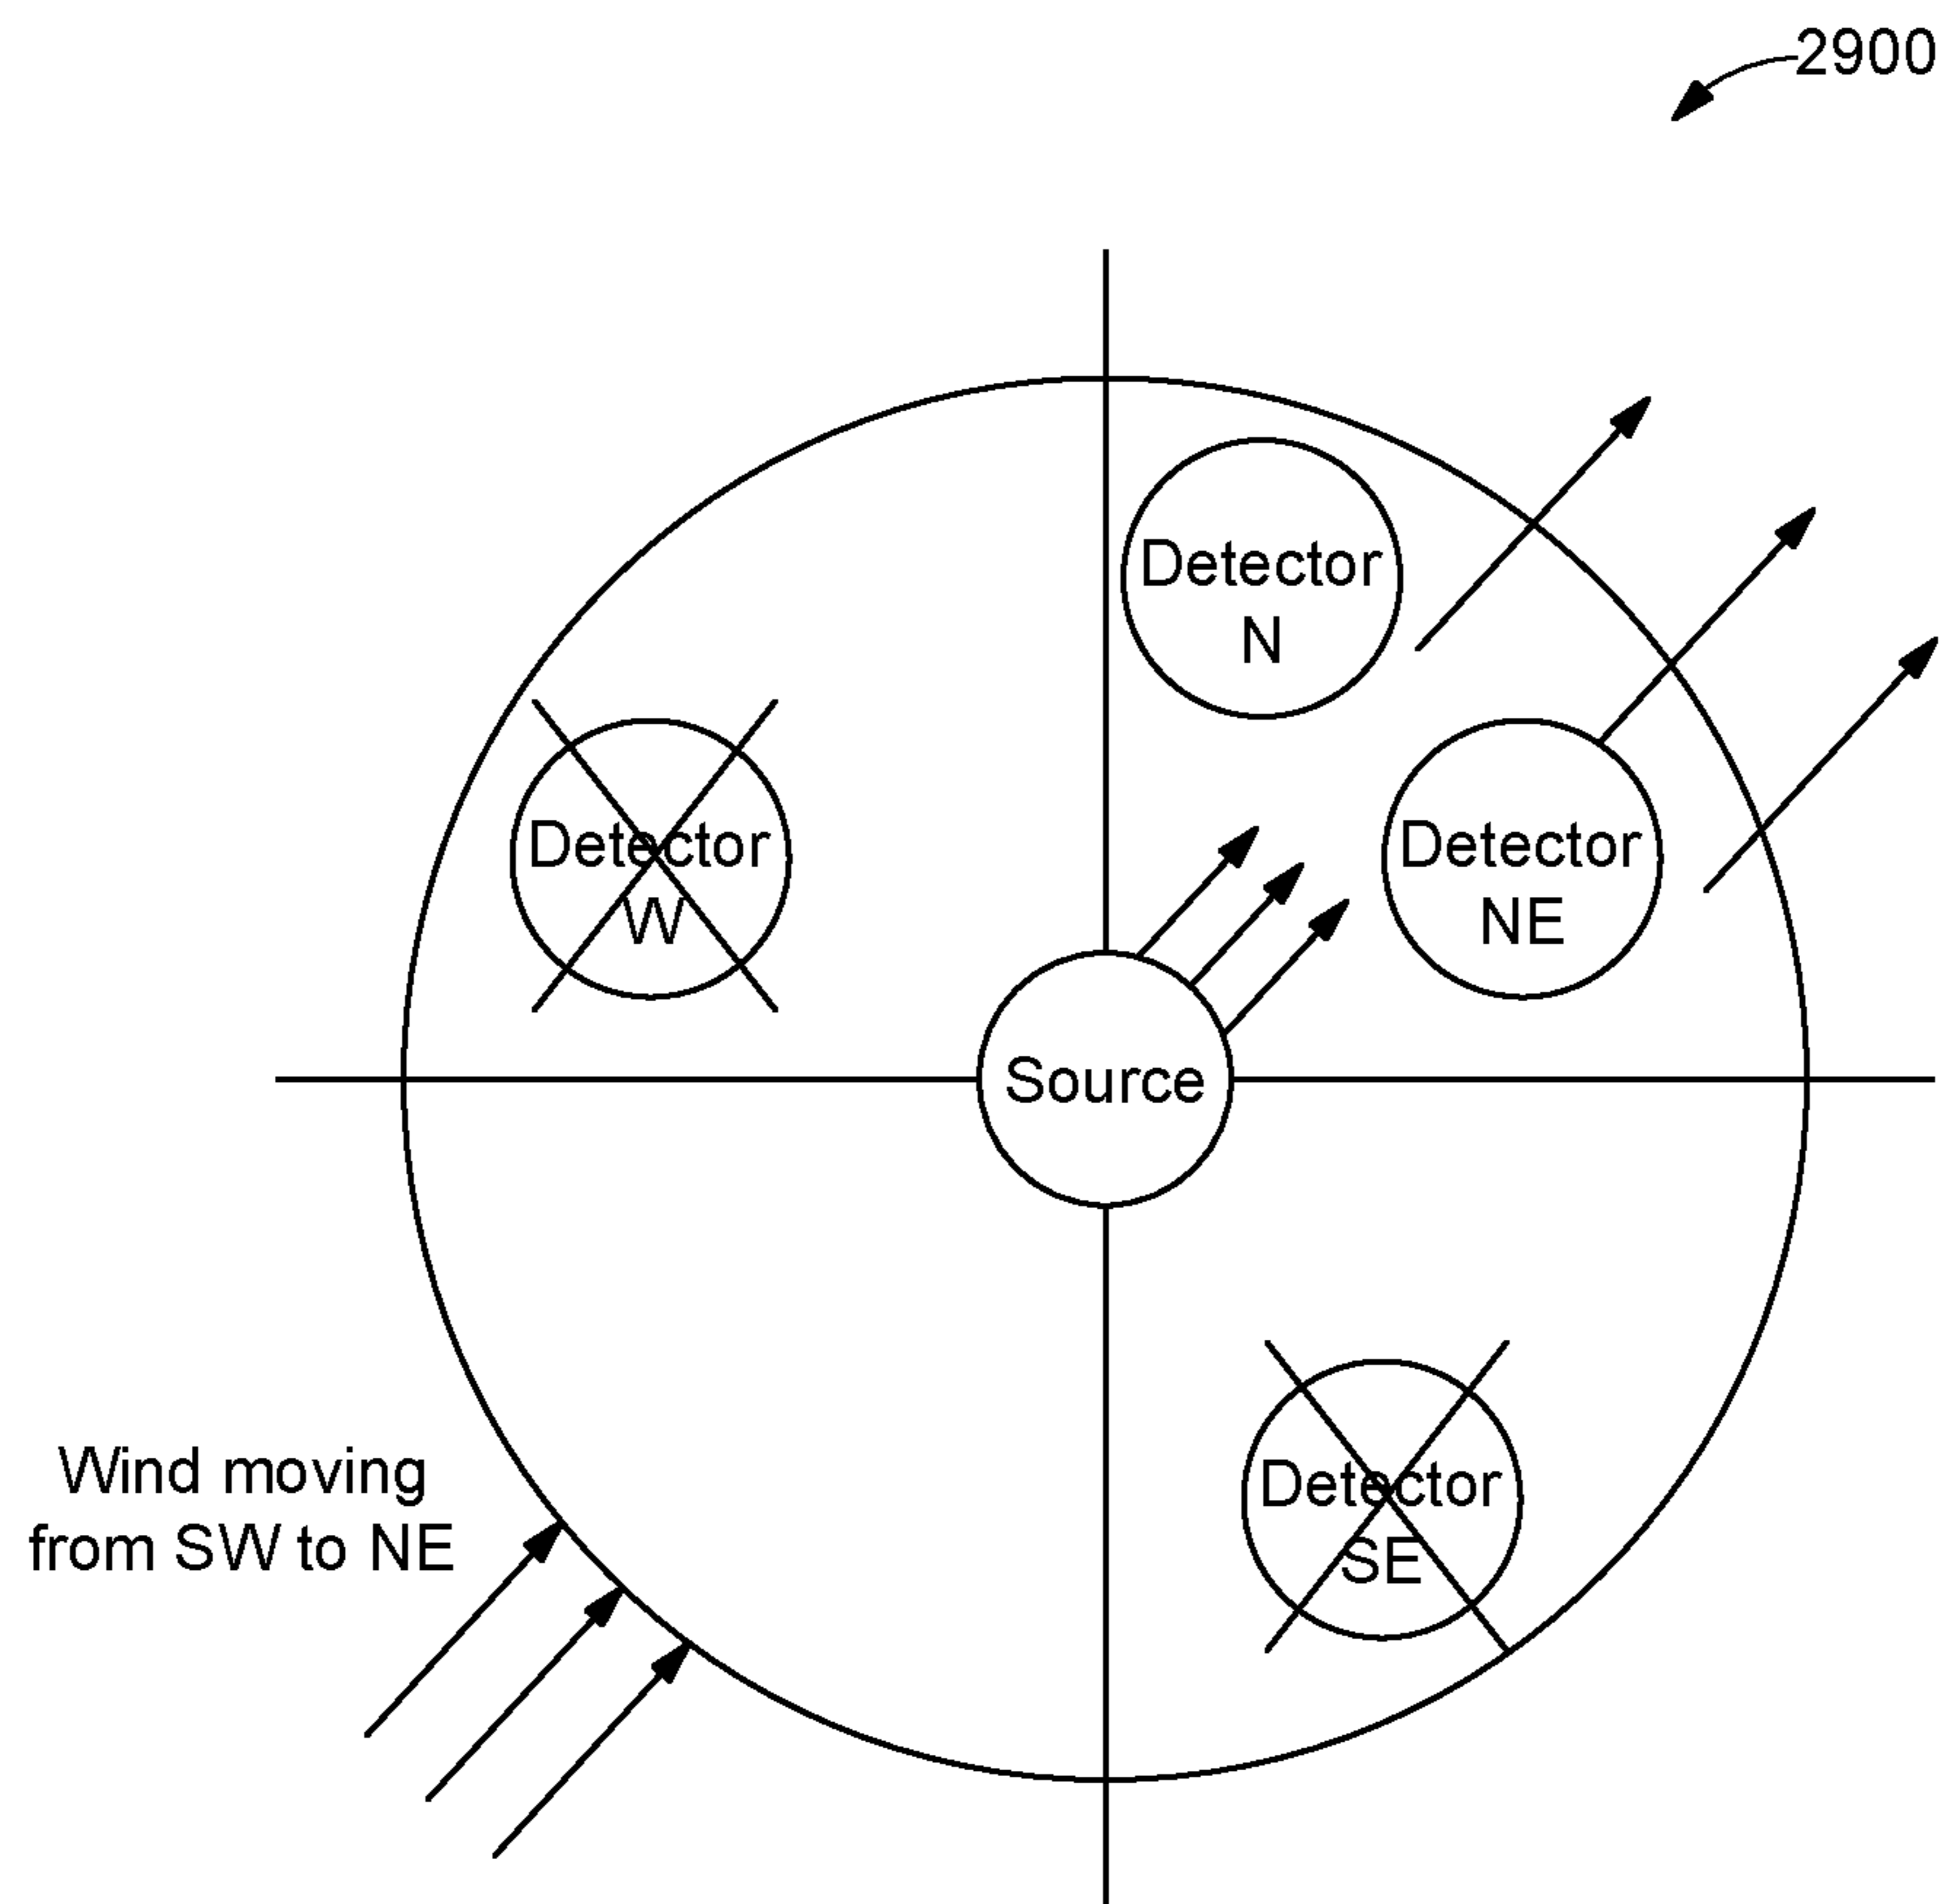 2900
Detector
N
Detector
W
Detector
NE
Source
Wind moving
from SW to NE
Detector
SE